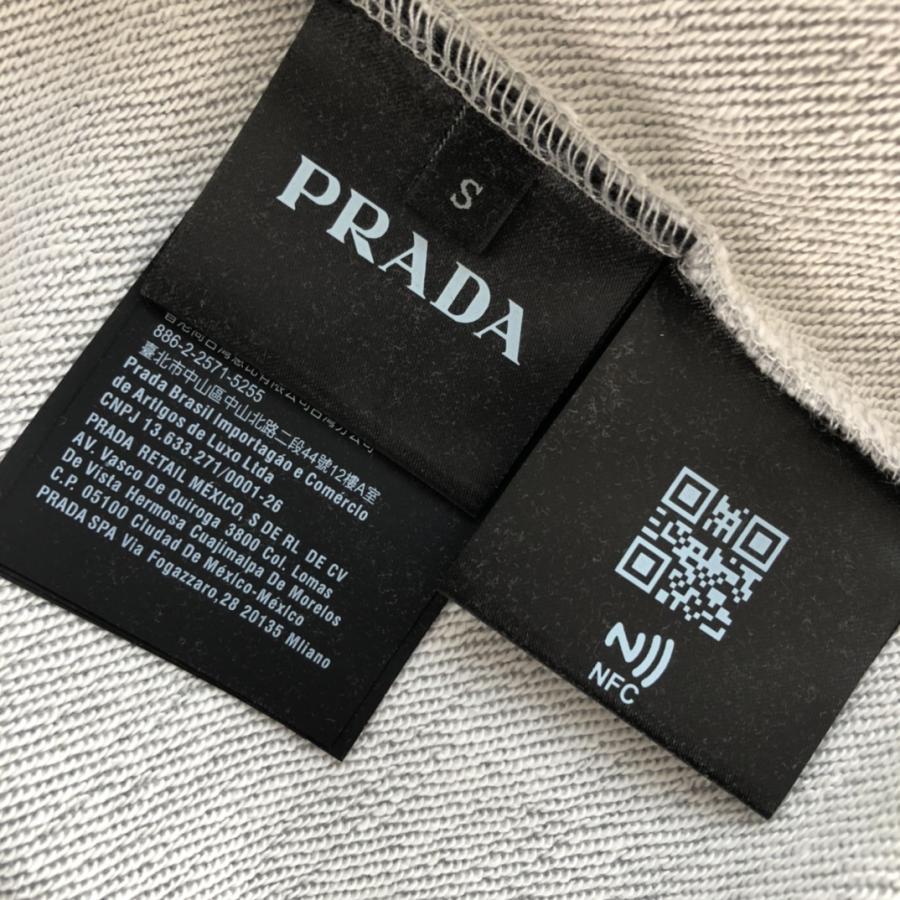 S
PRADA
886-2-2571-5255
臺北市中山區中山北路二段44號12樓A室
Prada Brasil Importagão e Comércio
de Artigos de Luxo Ltda
CNPJ 13.633.271/0001-26
PRADA RETAIL MÉXICO, S DE RL DE CV
AV. Vasco De Quiroga 3800 Col. Lomas
De Vista Hermosa Cuajimalpa De Morelos
C.P. 05100 Ciudad De México-México
PRADA SPA Via Fogazzaro,28 20135 Mliano
NFC